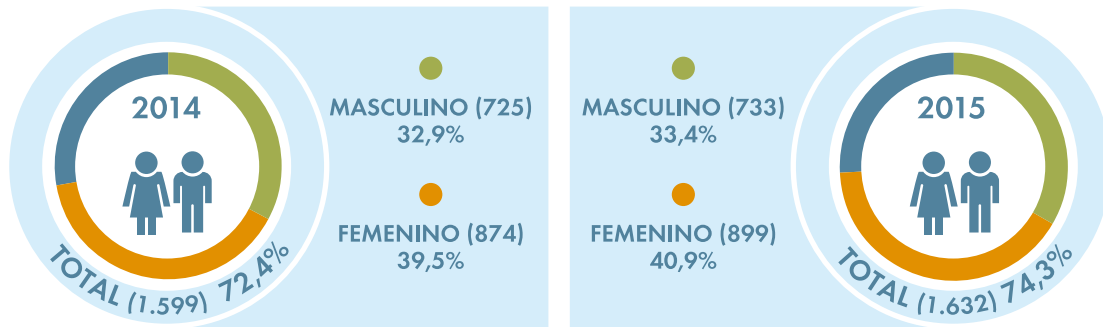 2014
TOTAL (1.599) 72,4%
MASCULINO (725)
32,9%
FEMENINO (874)
39,5%
MASCULINO (733)
33,4%
FEMENINO (899)
40,9%
2015
TOTAL (1.632) 74,3%